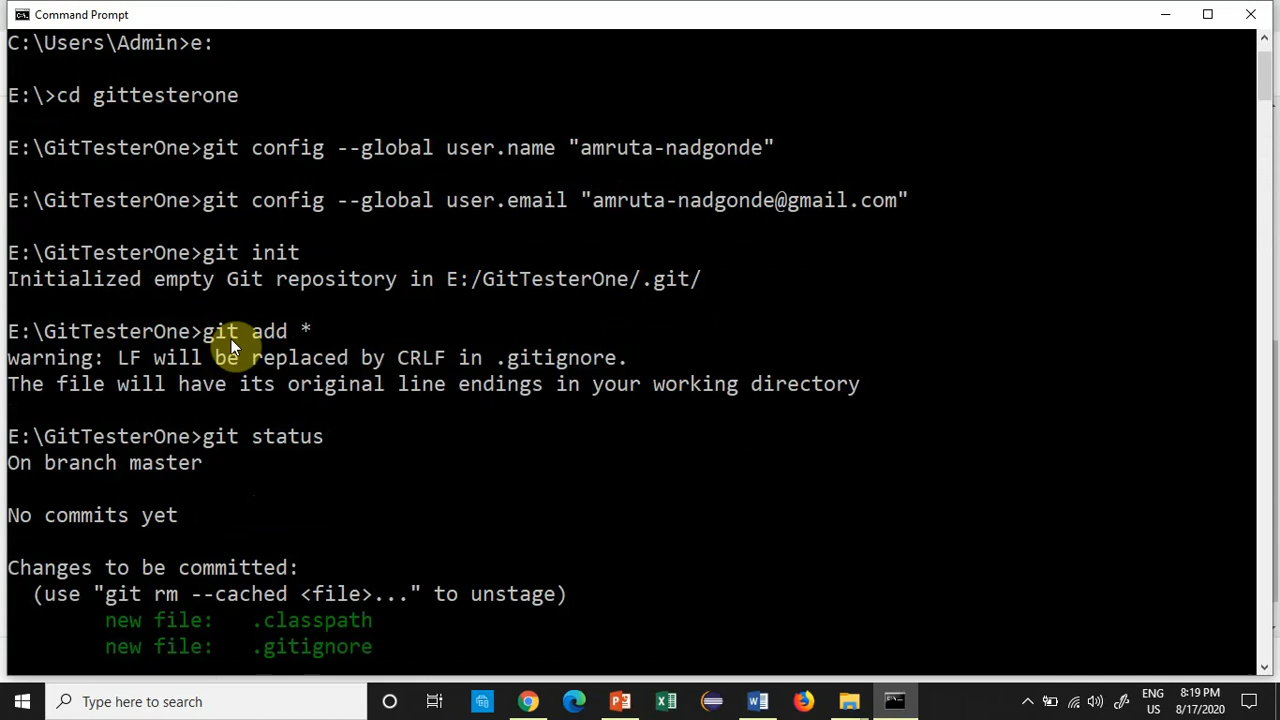 Command Prompt
C:\Users\Admin>e:
E:\>cd gittesterone
E:\GitTesterOne>git config --global user.name "amruta-nadgonde"
E:\GitTesterOne>git config --global user.email "amruta-nadgonde@gmail.com"
E:\GitTesterOne>git init
Initialized empty Git repository in E:/GitTesterOne/.git/
E:\GitTesterOne>git add *
warning: LF will be replaced by CRLF in .gitignore.
The file will have its original line endings in your working directory
E:\GitTesterOne>git status
On branch master
No commits yet
Changes to be committed:
(use "git rm --cached <file>..." to unstage)
new file: .classpath
new file: .gitignore
Type here to search
ENG 8:19 PM
US 8/17/2020